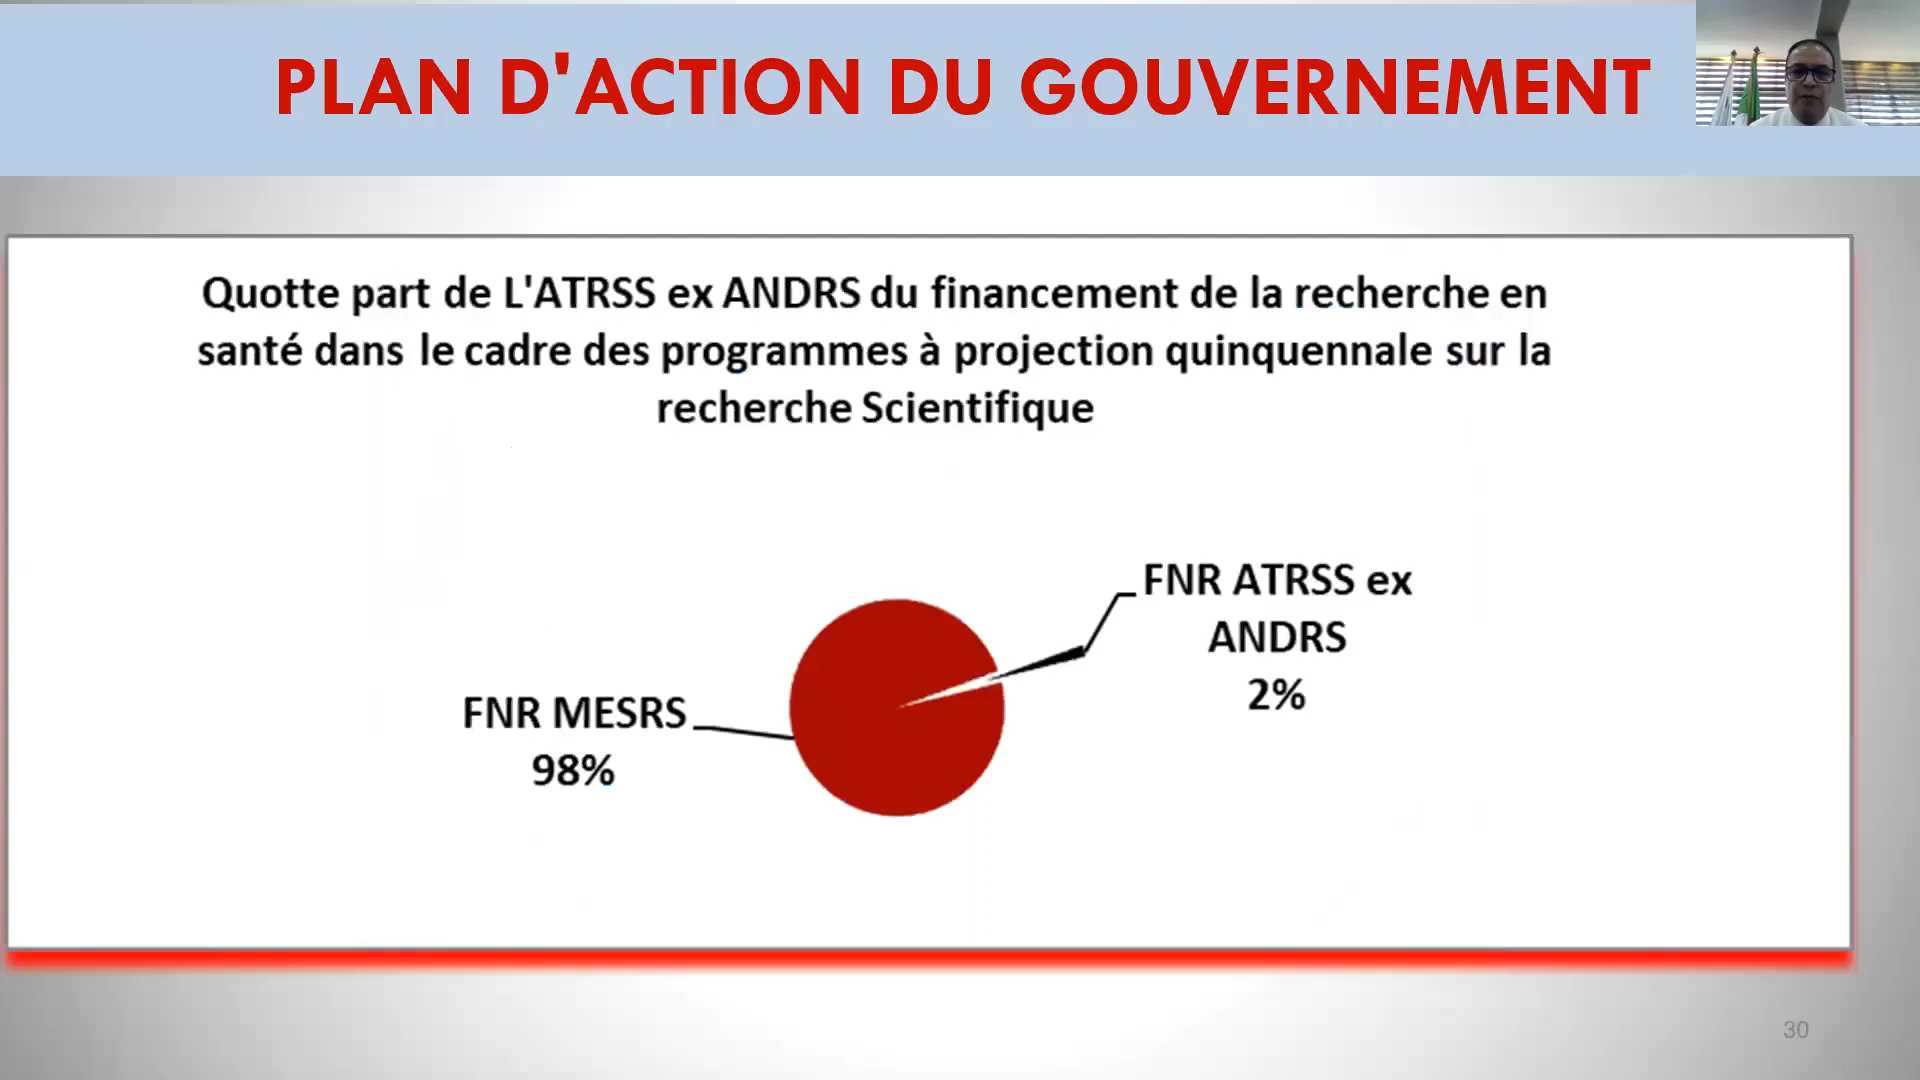 PLAN D'ACTION DU GOUVERNEMENT
Quotte part de L'ATRSS ex ANDRS du financement de la recherche en
santé dans le cadre des programmes à projection quinquennale sur la
recherche Scientifique
FNR ATRSS ex
ANDRS
2%
FNR MESRS
98%
30